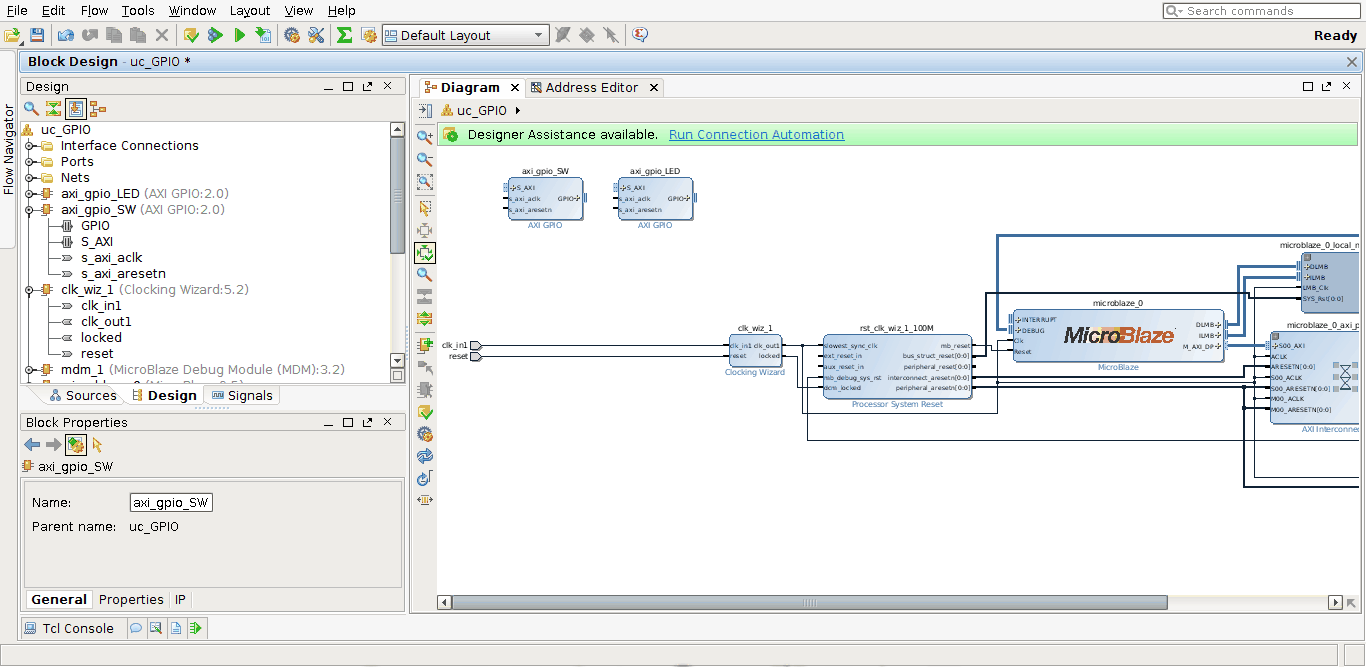 File Edit Flow Tools Window Layout View Help
Search commands
Default Layout
Ready
Block Design - uc_GPIO *
Flow Navigator
Design
uc_GPIO
Interface Connections
Ports
Nets
axi_gpio_LED (AXI GPIO:2.0)
axi_gpio_SW (AXI GPIO:2.0)
GPIO
S_AXI
s_axi_aclk
s_axi_aresetn
clk_wiz_1 (Clocking Wizard:5.2)
clk_in1
clk_out1
locked
reset
mdm_1 (MicroBlaze Debug Module (MDM):3.2)
Sources Design Signals
Block Properties
axi_gpio_SW
Name: axi_gpio_SW
Parent name: uc_GPIO
General Properties IP
Tcl Console
Diagram Address Editor
uc_GPIO
Designer Assistance available. Run Connection Automation
axi_gpio_SW
S_AXI
s_axi_aclk GPIO
s_axi_aresetn
AXI GPIO
axi_gpio_LED
S_AXI
s_axi_aclk GPIO
s_axi_aresetn
AXI GPIO
clk_in1
reset
clk_wiz_1
clk_in1 clk_out1
reset locked
Clocking Wizard
rst_clk_wiz_1_100M
slowest_sync_clk mb_reset
ext_reset_in bus_struct_reset[0:0]
aux_reset_in peripheral_reset[0:0]
mb_debug_sys_rst interconnect_aresetn[0:0]
dcm_locked peripheral_aresetn[0:0]
Processor System Reset
microblaze_0
INTERRUPT DLMB
DEBUG ILMB
Clk M_AXI_DP
Reset
MicroBlaze
MicroBlaze
microblaze_0_local_m
DLMB
ILMB
LMB_Clk
SYS_Rst[0:0]
microblaze_0_axi_p
S00_AXI
ACLK
ARESETN[0:0]
S00_ACLK
S00_ARESETN[0:0]
M00_ACLK
M00_ARESETN[0:0]
AXI Interconnec